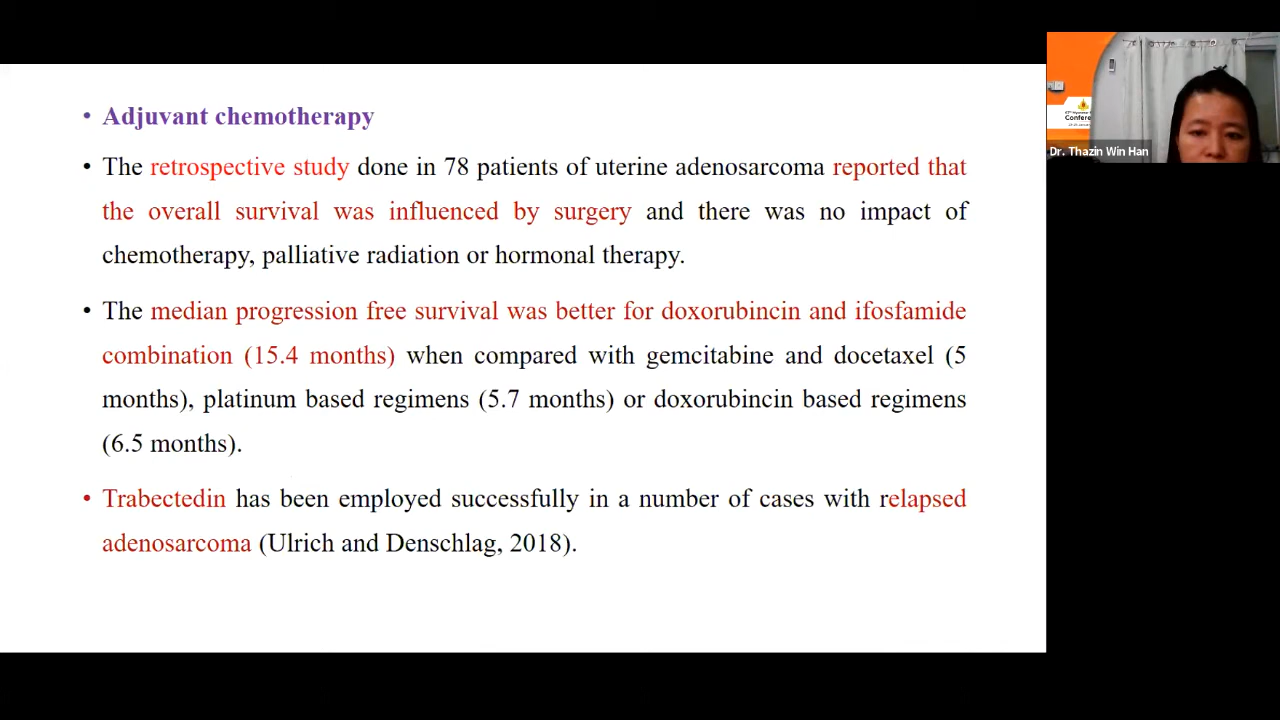 • Adjuvant chemotherapy
• The retrospective study done in 78 patients of uterine adenosarcoma reported that
the overall survival was influenced by surgery and there was no impact of
chemotherapy, palliative radiation or hormonal therapy.
• The median progression free survival was better for doxorubincin and ifosfamide
combination (15.4 months) when compared with gemcitabine and docetaxel (5
months), platinum based regimens (5.7 months) or doxorubincin based regimens
(6.5 months).
• Trabectedin has been employed successfully in a number of cases with relapsed
adenosarcoma (Ulrich and Denschlag, 2018).
Dr. Thazin Win Han